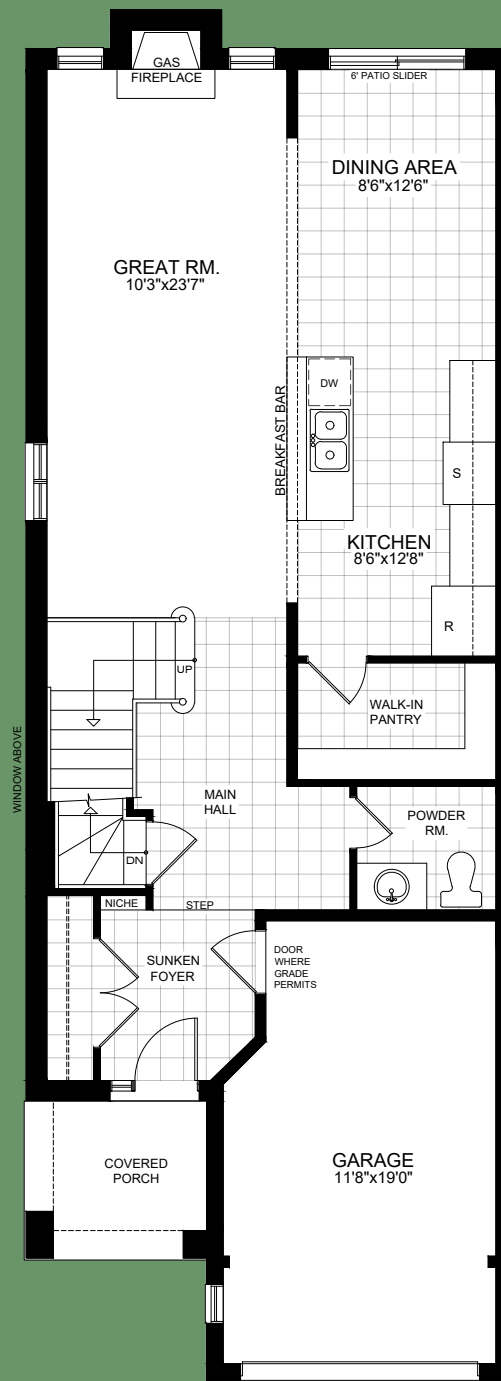 GAS
FIREPLACE
6' PATIO SLIDER
DINING AREA
8'6"x12'6"
GREAT RM.
10'3"x23'7"
DW
BREAKFAST BAR
S
KITCHEN
8'6"x12'8"
R
UP
WALK-IN
PANTRY
WINDOW ABOVE
MAIN
HALL
POWDER
RM.
DN
NICHE
STEP
SUNKEN
FOYER
DOOR
WHERE
GRADE
PERMITS
COVERED
PORCH
GARAGE
11'8"x19'0"